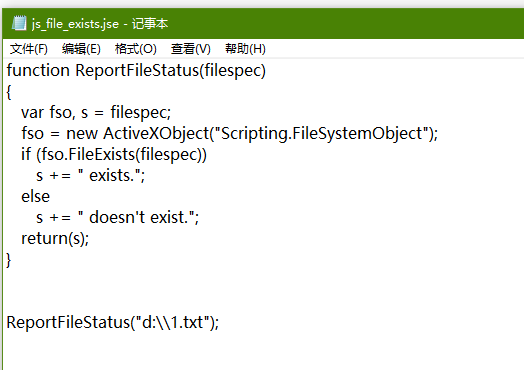 js_file_exists.jse - 记事本
文件(F) 编辑(E) 格式(O) 查看(V) 帮助(H)
function ReportFileStatus(filespec)
{
   var fso, s = filespec;
   fso = new ActiveXObject("Scripting.FileSystemObject");
   if (fso.FileExists(filespec))
      s += " exists.";
   else
      s += " doesn't exist.";
   return(s);
}
ReportFileStatus("d:\\1.txt");